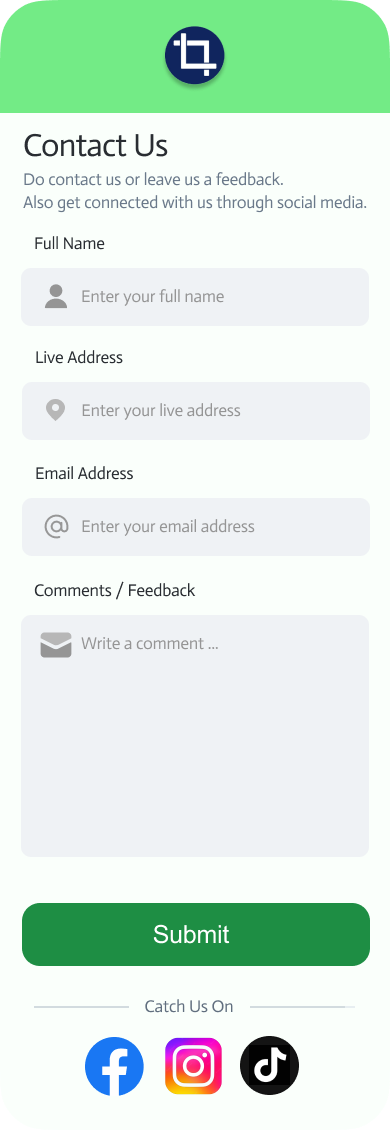 Contact Us
Do contact us or leave us a feedback.
Also get connected with us through social media.
Full Name
Enter your full name
Live Address
Enter your live address
Email Address
Enter your email address
Comments / Feedback
Write a comment ...
Submit
Catch Us On